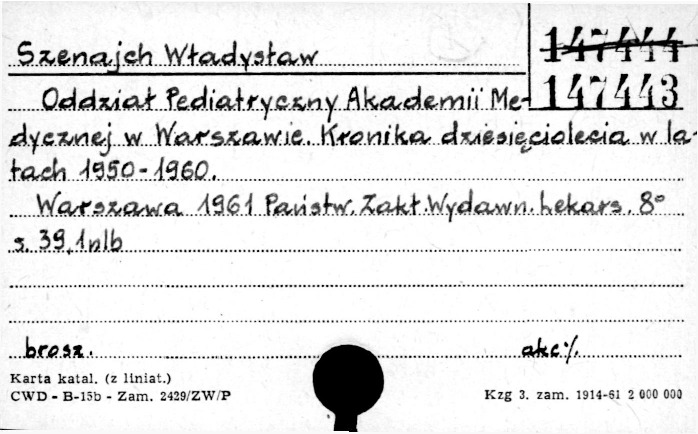 Szenajch Władysław
147444
147443
Oddział Pediatryczny Akademii Me-
dycznej w Warszawie. Kronika dziesięciolecia w la-
tach 1950-1960.
Warszawa 1961 Państw. Zakł. Wydawn. Lekars. 8°
s. 39, 1 nlb
brosz. akc ·/.
Karta katal. (z liniat.)
CWD - B-15b - Zam. 2429/ZW/P
Kzg 3. zam. 1914-61 2 000 000